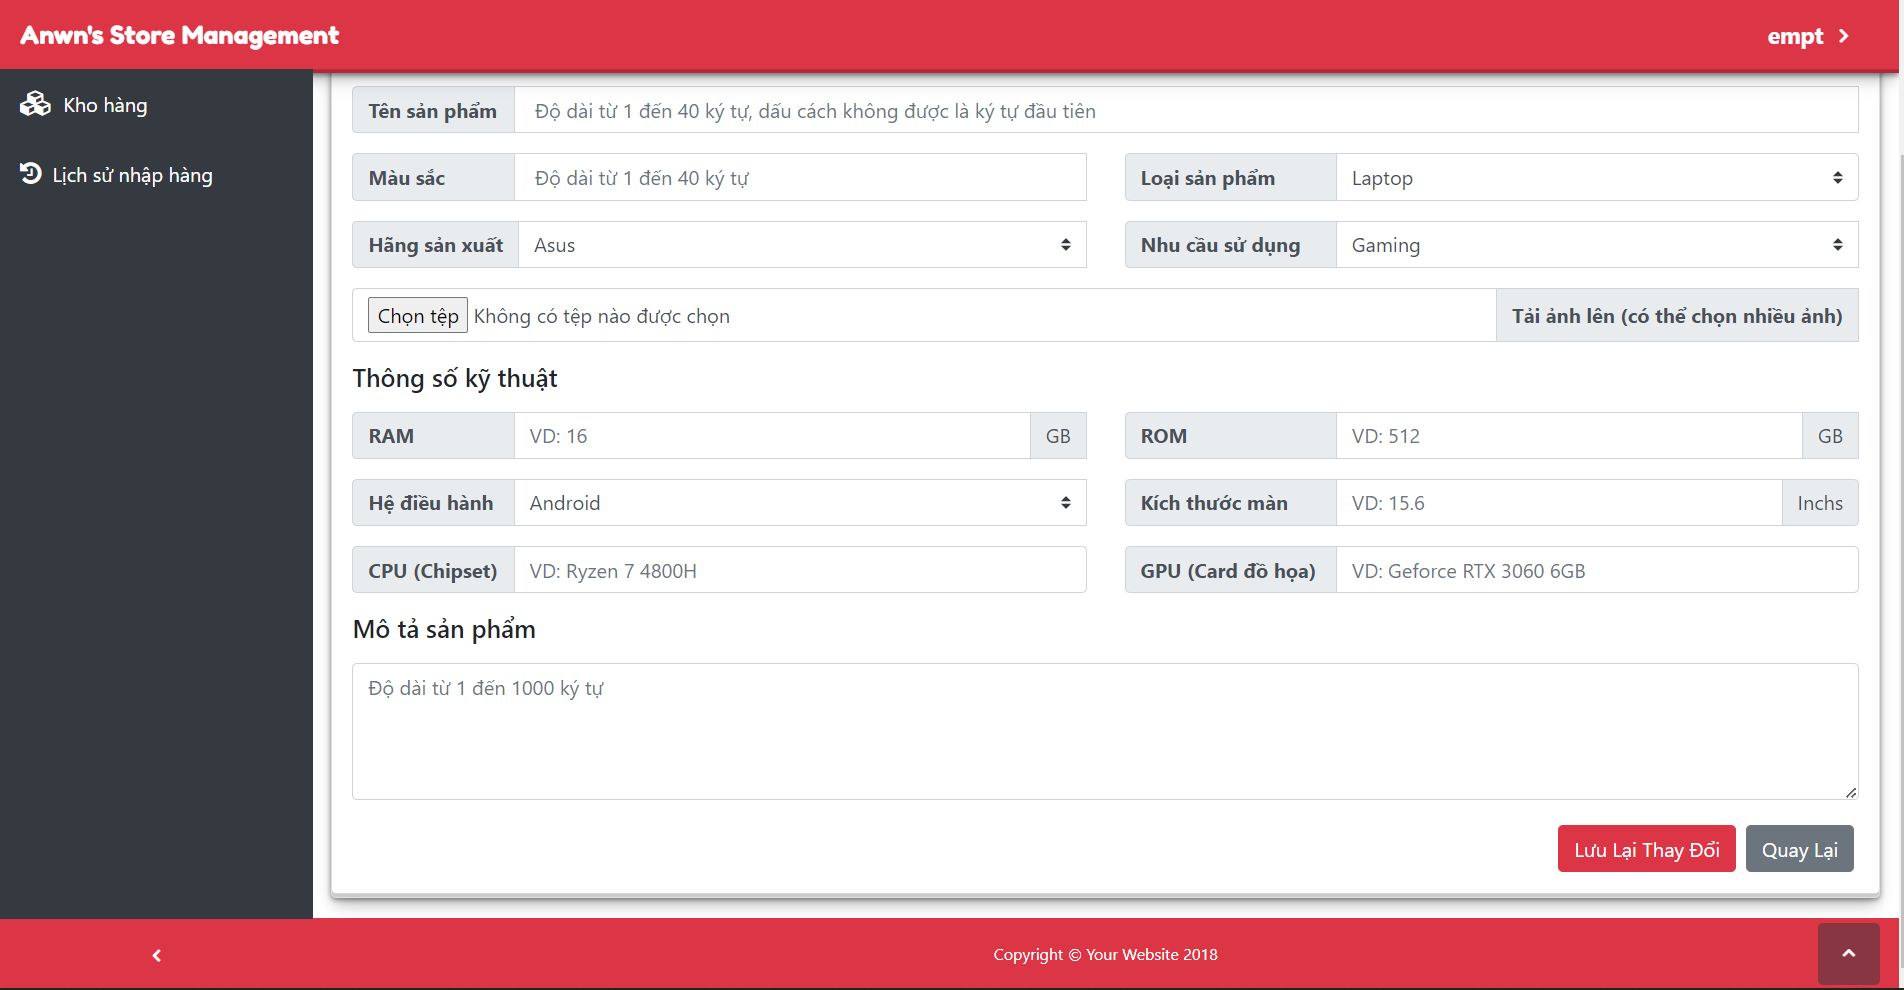 Anwn's Store Management
empt
Kho hàng
Lịch sử nhập hàng
Tên sản phẩm Độ dài từ 1 đến 40 ký tự, dấu cách không được là ký tự đầu tiên
Màu sắc Độ dài từ 1 đến 40 ký tự Loại sản phẩm Laptop
Hãng sản xuất Asus Nhu cầu sử dụng Gaming
Chọn tệp Không có tệp nào được chọn Tải ảnh lên (có thể chọn nhiều ảnh)
Thông số kỹ thuật
RAM VD: 16 GB ROM VD: 512 GB
Hệ điều hành Android Kích thước màn VD: 15.6 Inchs
CPU (Chipset) VD: Ryzen 7 4800H GPU (Card đồ họa) VD: Geforce RTX 3060 6GB
Mô tả sản phẩm
Độ dài từ 1 đến 1000 ký tự
Lưu Lại Thay Đổi Quay Lại
Copyright © Your Website 2018